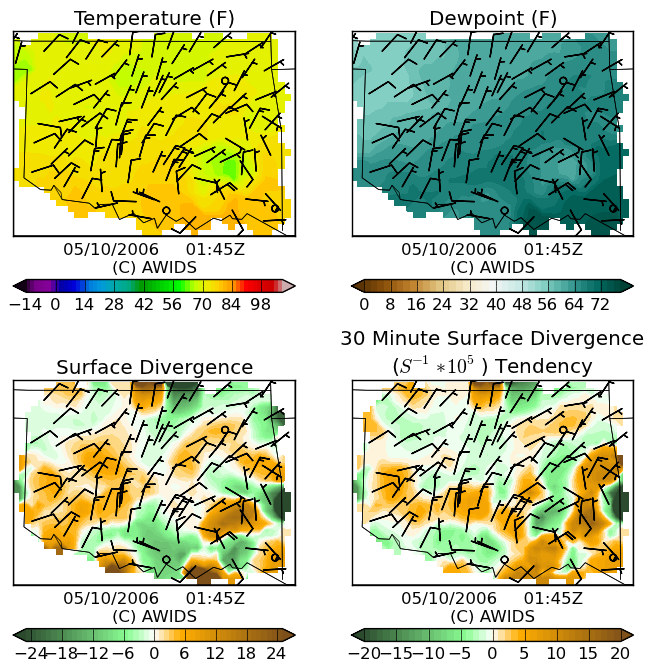 Temperature (F)
Dewpoint (F)
05/10/2006 01:45Z
(C) AWIDS
05/10/2006 01:45Z
(C) AWIDS
−14 0 14 28 42 56 70 84 98
0 8 16 24 32 40 48 56 64 72
Surface Divergence
30 Minute Surface Divergence
(S⁻¹ *10⁵ ) Tendency
05/10/2006 01:45Z
(C) AWIDS
05/10/2006 01:45Z
(C) AWIDS
−24 −18 −12 −6 0 6 12 18 24
−20 −15 −10 −5 0 5 10 15 20